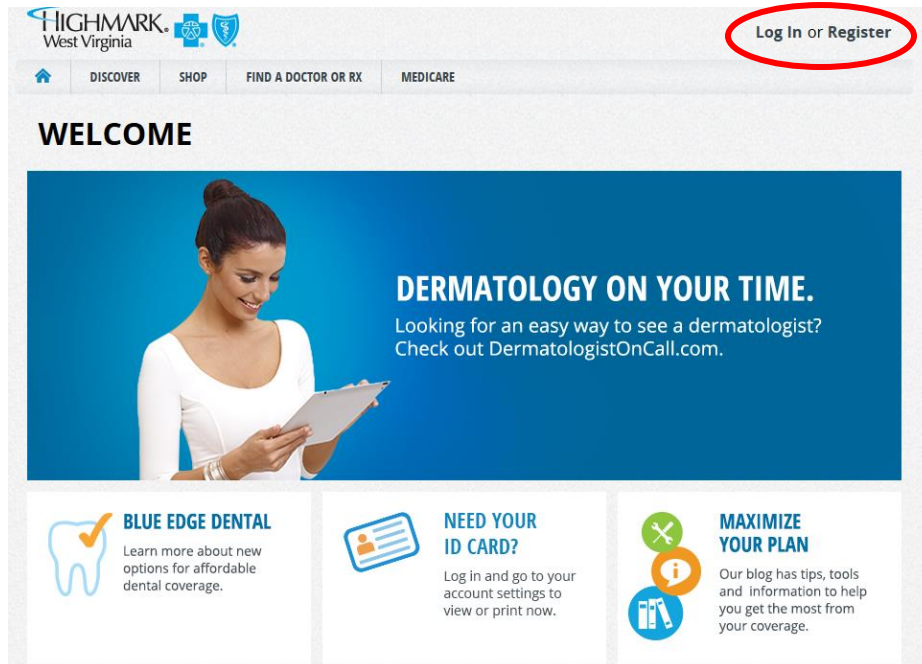 HIGHMARK®
West Virginia
Log In or Register
DISCOVER SHOP FIND A DOCTOR OR RX MEDICARE
WELCOME
DERMATOLOGY ON YOUR TIME.
Looking for an easy way to see a dermatologist?
Check out DermatologistOnCall.com.
BLUE EDGE DENTAL
Learn more about new
options for affordable
dental coverage.
NEED YOUR
ID CARD?
Log in and go to your
account settings to
view or print now.
MAXIMIZE
YOUR PLAN
Our blog has tips, tools
and information to help
you get the most from
your coverage.